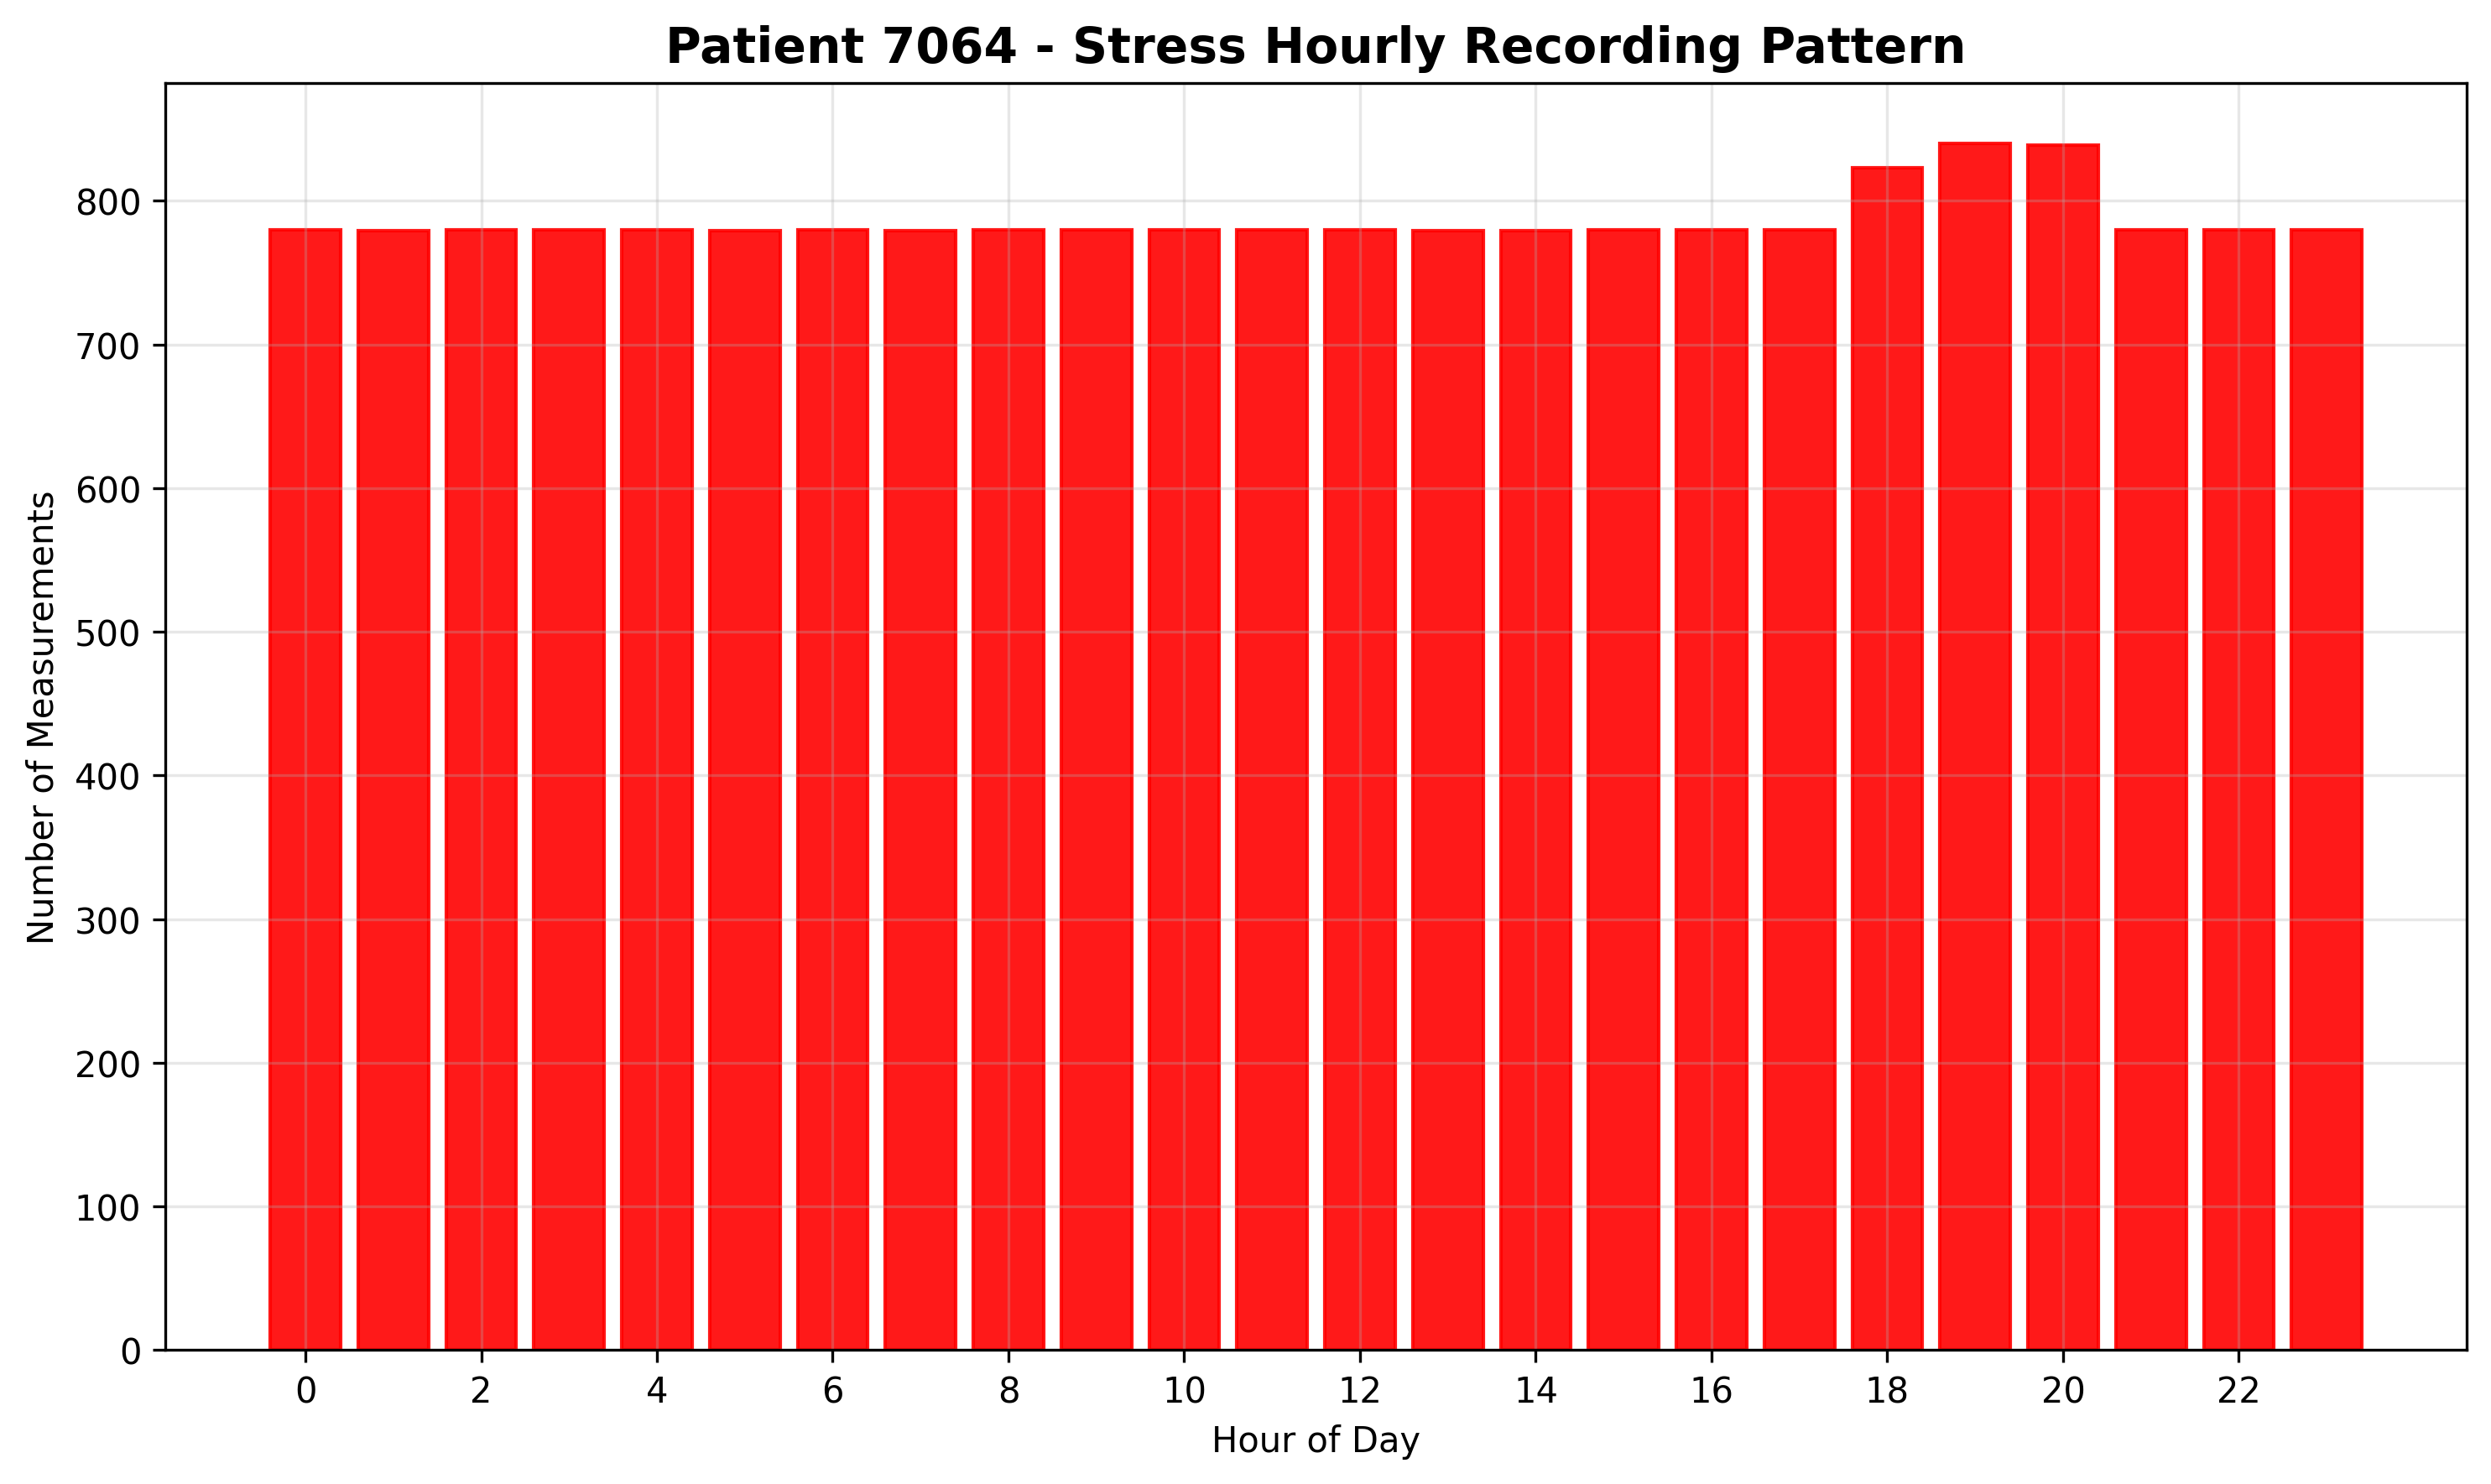 Patient 7064 - Stress Hourly Recording Pattern
Number of Measurements
800
700
600
500
400
300
200
100
0
0 2 4 6 8 10 12 14 16 18 20 22
Hour of Day